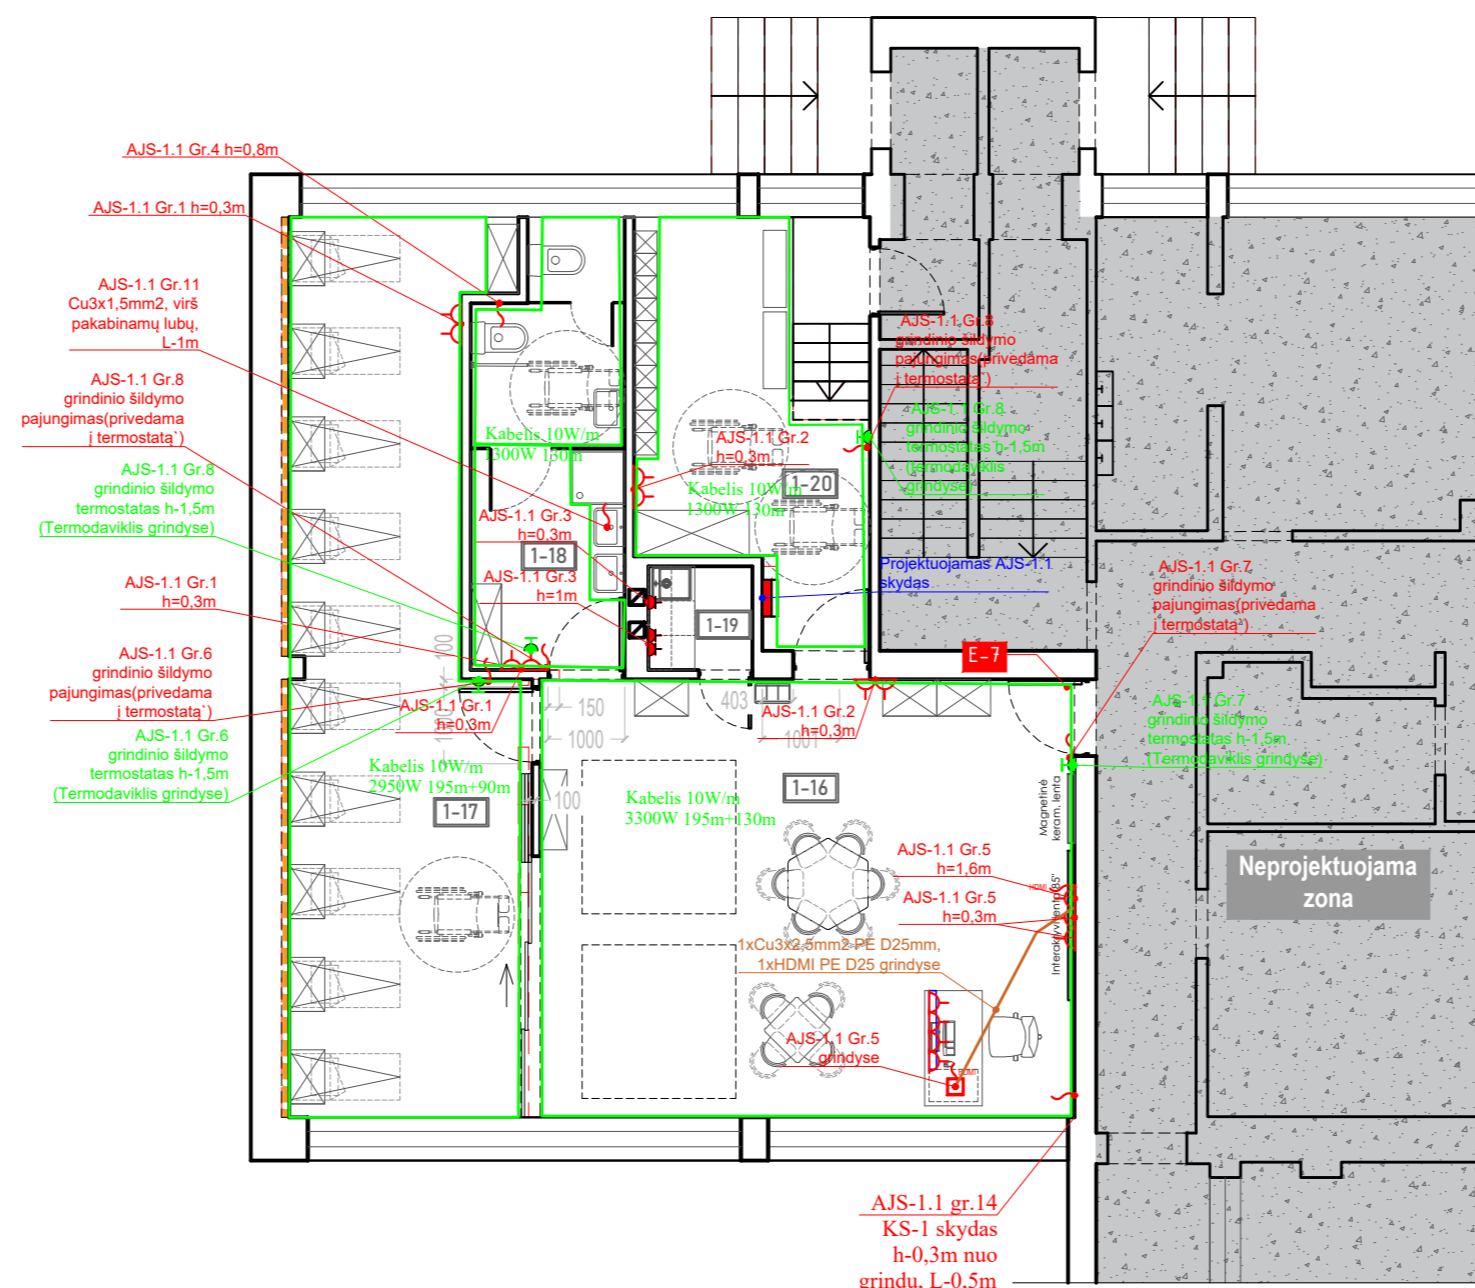 AJS-1.1 Gr.4 h=0,8m
AJS-1.1 Gr.1 h=0,3m
AJS-1.1 Gr.11
Cu3x1,5mm2, virš
pakabinamų lubų,
L-1m
AJS-1.1 Gr.8
grindinio šildymo
pajungimas(privedama
į termostatą`)
AJS-1.1 Gr.8
grindinio šildymo
termostatas h-1,5m
(Termodaviklis grindyse)
AJS-1.1 Gr.1
h=0,3m
AJS-1.1 Gr.6
grindinio šildymo
pajungimas(privedama
į termostatą`)
AJS-1.1 Gr.6
grindinio šildymo
termostatas h-1,5m
(Termodaviklis grindyse)
AJS-1.1 Gr.8
grindinio šildymo
pajungimas(privedama
į termostatą`)
AJS-1.1 Gr.8
grindinio šildymo
termostatas h-1,5m
(termodaviklis
grindyse)
Kabelis 10W/m
1300W 130m
AJS-1.1 Gr.2
h=0,3m
1-20
Kabelis 10W/m
1300W 130m
AJS-1.1 Gr.3
h=0,3m
1-18
AJS-1.1 Gr.3
h=1m
1-19
Projektuojamas AJS-1.1
skydas
E-7
AJS-1.1 Gr.7
grindinio šildymo
pajungimas(privedama
į termostatą`)
AJS-1.1 Gr.7
grindinio šildymo
termostatas h-1,5m
(Termodaviklis grindyse)
100
AJS-1.1 Gr.1
h=0,3m
150
1000
403
1001
AJS-1.1 Gr.2
h=0,3m
Kabelis 10W/m
2950W 195m+90m
1-17
100
Kabelis 10W/m
3300W 195m+130m
1-16
Magnetinė
keram. lenta
AJS-1.1 Gr.5
h=1,6m
HDMI
AJS-1.1 Gr.5
h=0,3m
Interaktyvi lenta 85"
1xCu3x2,5mm2 PE D25mm,
1xHDMI PE D25 grindyse
AJS-1.1 Gr.5
grindyse
HDMI
Neprojektuojama
zona
AJS-1.1 gr.14
KS-1 skydas
h-0,3m nuo
grindų, L-0,5m